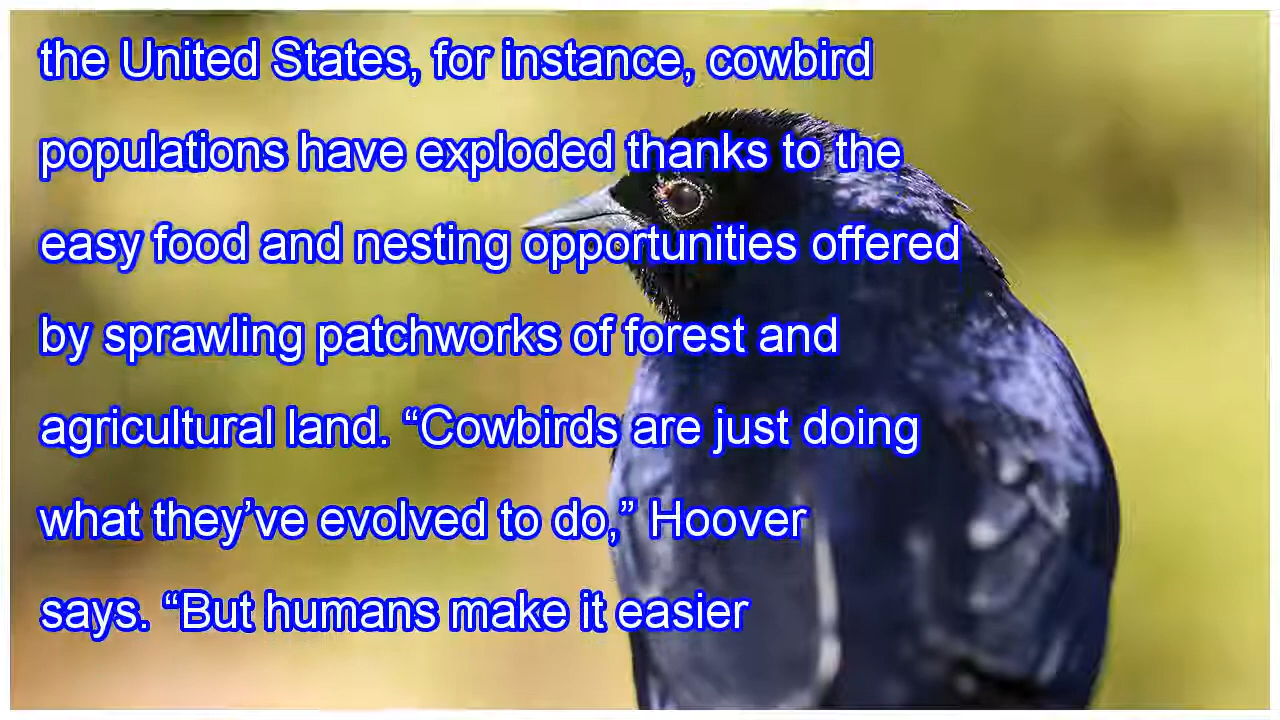 the United States, for instance, cowbird
populations have exploded thanks to the
easy food and nesting opportunities offered
by sprawling patchworks of forest and
agricultural land. “Cowbirds are just doing
what they’ve evolved to do,” Hoover
says. “But humans make it easier